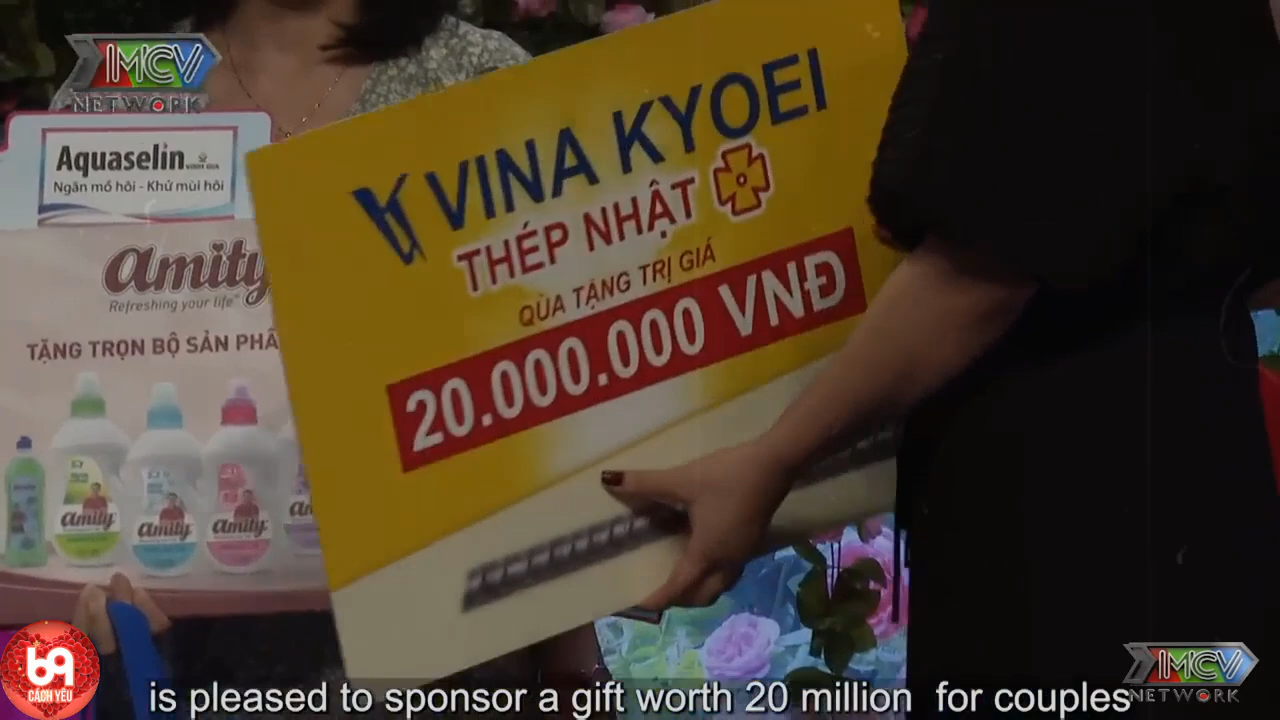 MCV
NETWORK
Aquaselin
Ngăn mồ hôi - Khử mùi hôi
amity
Refreshing your life
TẶNG TRỌN BỘ SẢN PHẨ
amity
amity
amity
VINA KYOEI
THÉP NHẬT
QÙA TẶNG TRỊ GIÁ
20.000.000 VNĐ
69
CÁCH YÊU
MCV
NETWORK
is pleased to sponsor a gift worth 20 million for couples